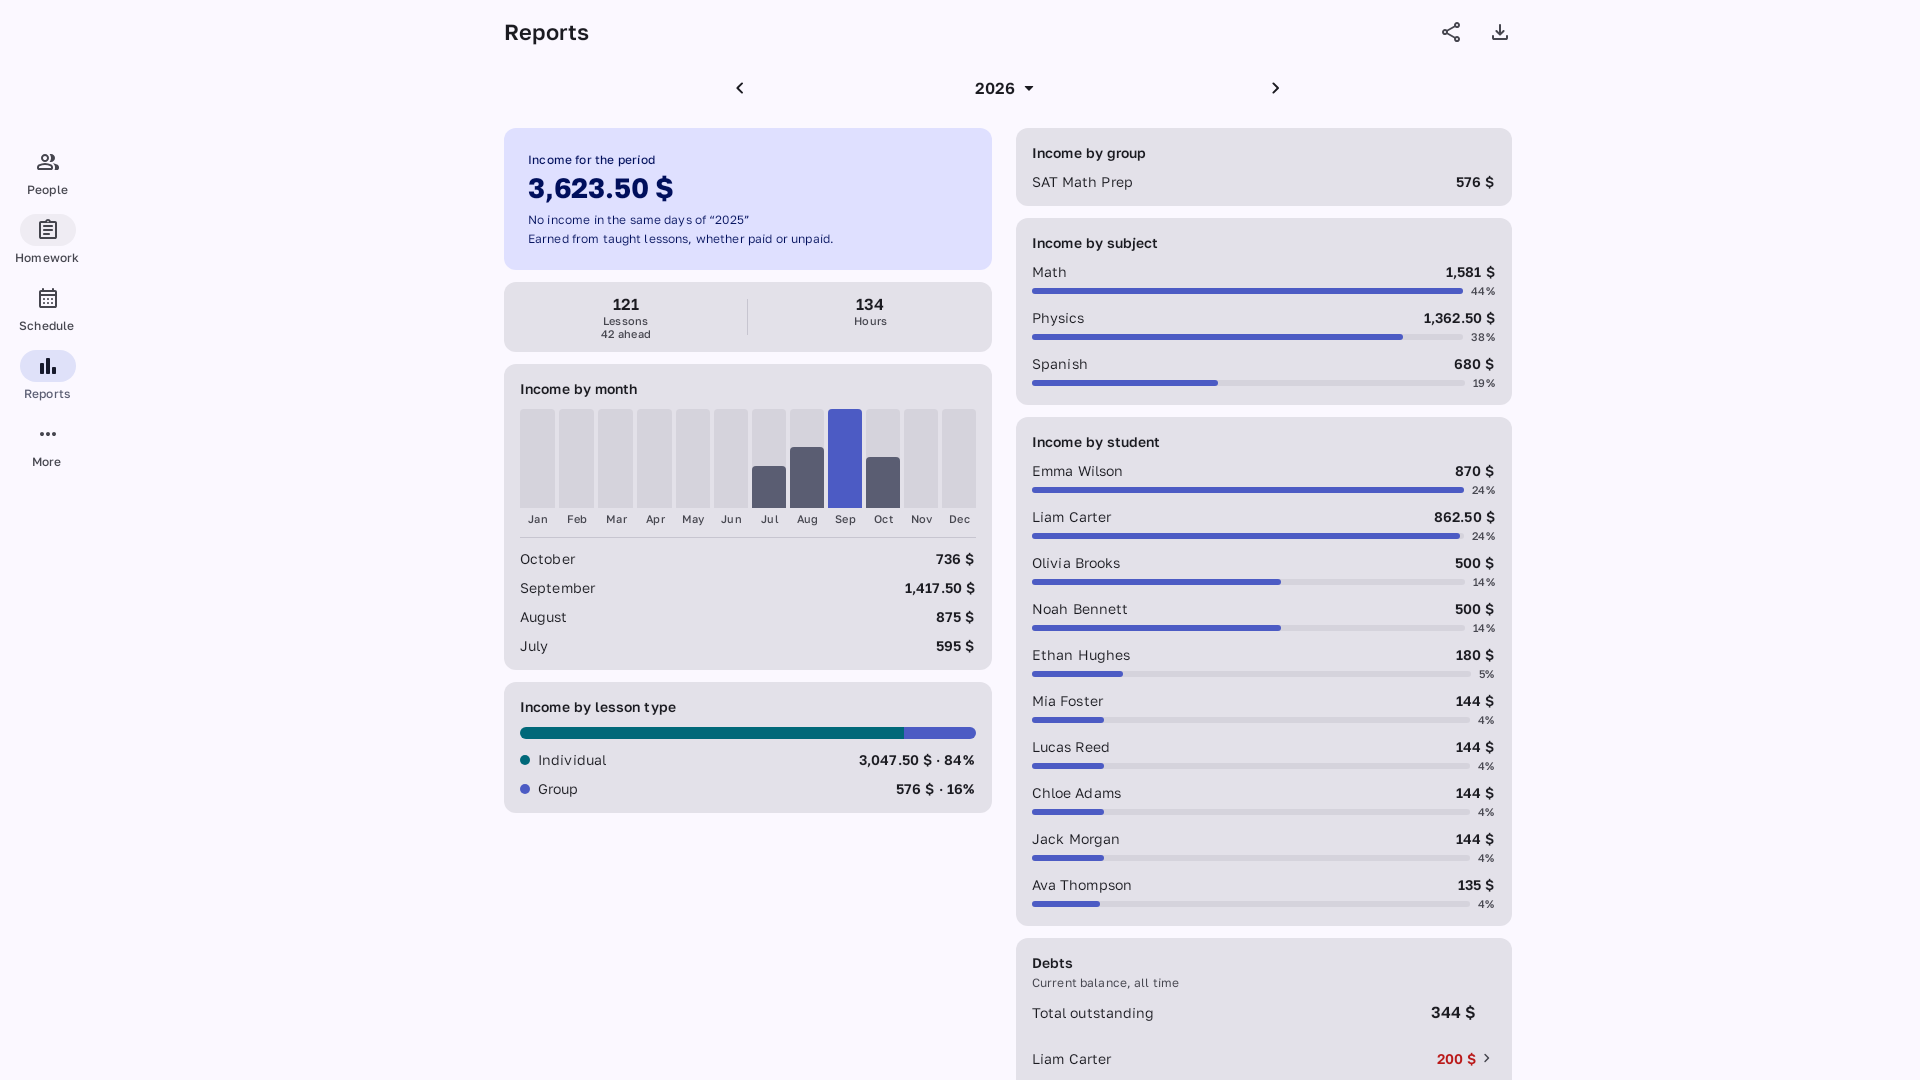 Reports
2026
People
Homework
Schedule
Reports
More
Income for the period
3,623.50 $
No income in the same days of “2025”
Earned from taught lessons, whether paid or unpaid.
121
Lessons
42 ahead
134
Hours
Income by month
Jan Feb Mar Apr May Jun Jul Aug Sep Oct Nov Dec
October 736 $
September 1,417.50 $
August 875 $
July 595 $
Income by lesson type
Individual 3,047.50 $ · 84%
Group 576 $ · 16%
Income by group
SAT Math Prep 576 $
Income by subject
Math 1,581 $
44%
Physics 1,362.50 $
38%
Spanish 680 $
19%
Income by student
Emma Wilson 870 $
24%
Liam Carter 862.50 $
24%
Olivia Brooks 500 $
14%
Noah Bennett 500 $
14%
Ethan Hughes 180 $
5%
Mia Foster 144 $
4%
Lucas Reed 144 $
4%
Chloe Adams 144 $
4%
Jack Morgan 144 $
4%
Ava Thompson 135 $
4%
Debts
Current balance, all time
Total outstanding 344 $
Liam Carter 200 $